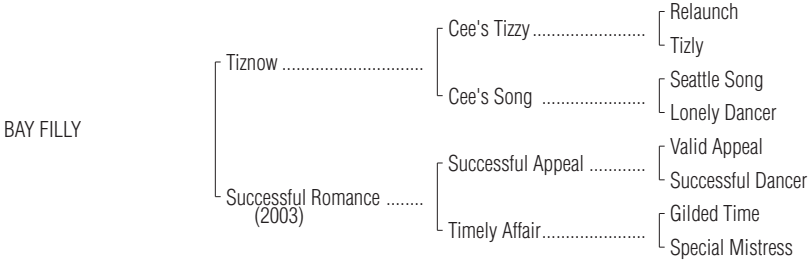 Relaunch
Cee's Tizzy........................
Tizly
Tiznow ..............................
Seattle Song
Cee's Song ......................
Lonely Dancer
BAY FILLY
Valid Appeal
Successful Appeal ............
Successful Dancer
Successful Romance ........
(2003)
Gilded Time
Timely Affair......................
Special Mistress